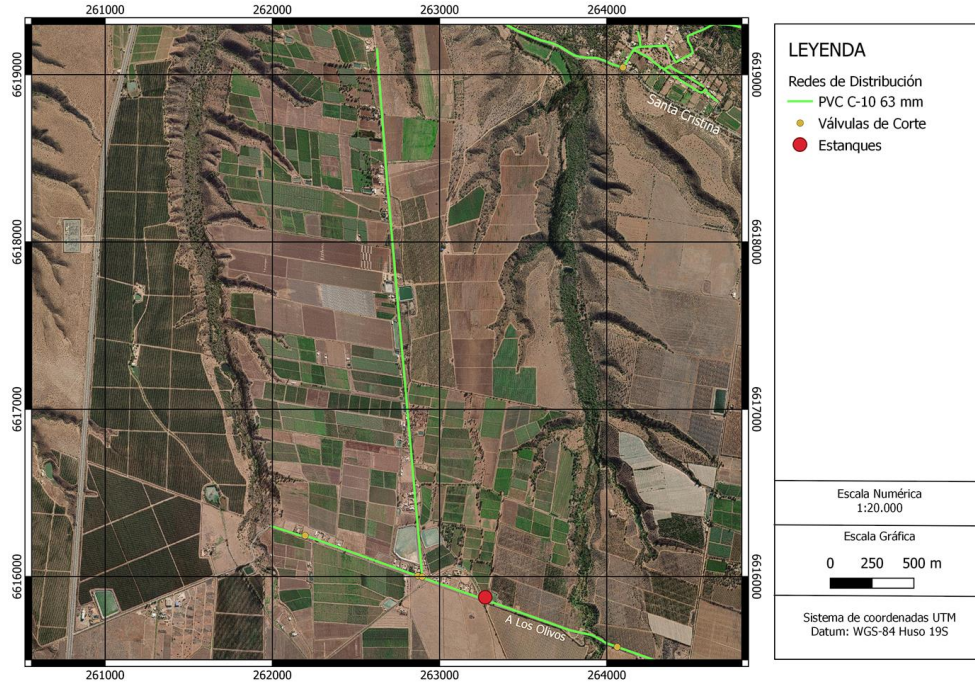 261000
262000
263000
264000
6619000
6618000
6617000
6616000
6619000
6618000
6617000
6616000
Santa Cristina
A Los Olivos
261000
262000
263000
264000
LEYENDA
Redes de Distribución
PVC C-10 63 mm
Válvulas de Corte
Estanques
Escala Numérica
1:20.000
Escala Gráfica
0 250 500 m
Sistema de coordenadas UTM
Datum: WGS-84 Huso 19S